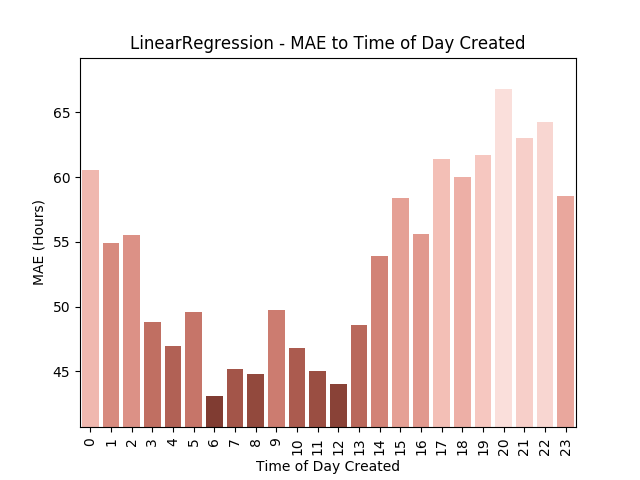 LinearRegression - MAE to Time of Day Created
MAE (Hours)
65
60
55
50
45
0 1 2 3 4 5 6 7 8 9 10 11 12 13 14 15 16 17 18 19 20 21 22 23
Time of Day Created